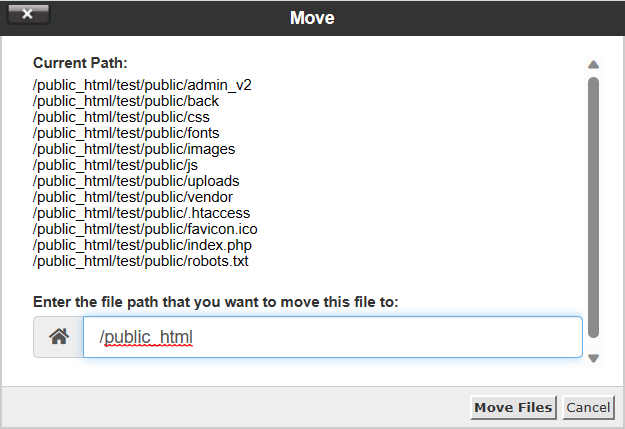 Move
Current Path:
/public_html/test/public/admin_v2
/public_html/test/public/back
/public_html/test/public/css
/public_html/test/public/fonts
/public_html/test/public/images
/public_html/test/public/js
/public_html/test/public/uploads
/public_html/test/public/vendor
/public_html/test/public/.htaccess
/public_html/test/public/favicon.ico
/public_html/test/public/index.php
/public_html/test/public/robots.txt
Enter the file path that you want to move this file to:
/public_html
Move Files Cancel